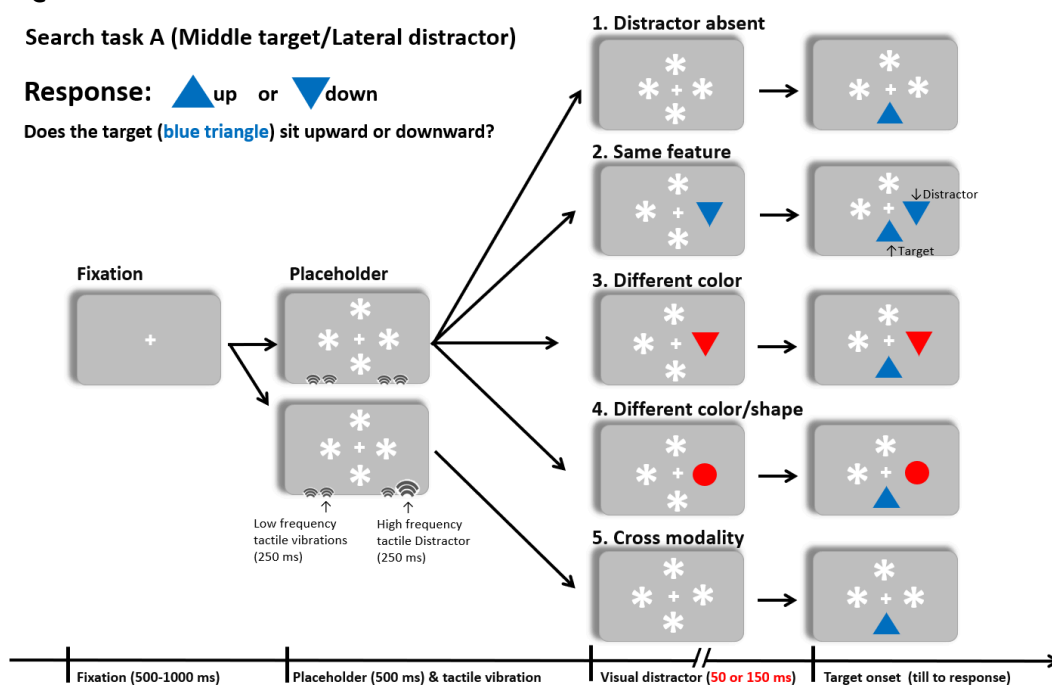 Search task A (Middle target/Lateral distractor)
Response: up or down
Does the target (blue triangle) sit upward or downward?
Fixation
Placeholder
Low frequency
tactile vibrations
(250 ms)
High frequency
tactile Distractor
(250 ms)
1. Distractor absent
2. Same feature
↓Distractor
↑Target
3. Different color
4. Different color/shape
5. Cross modality
Fixation (500-1000 ms)
Placeholder (500 ms) & tactile vibration
Visual distractor (50 or 150 ms)
Target onset (till to response)